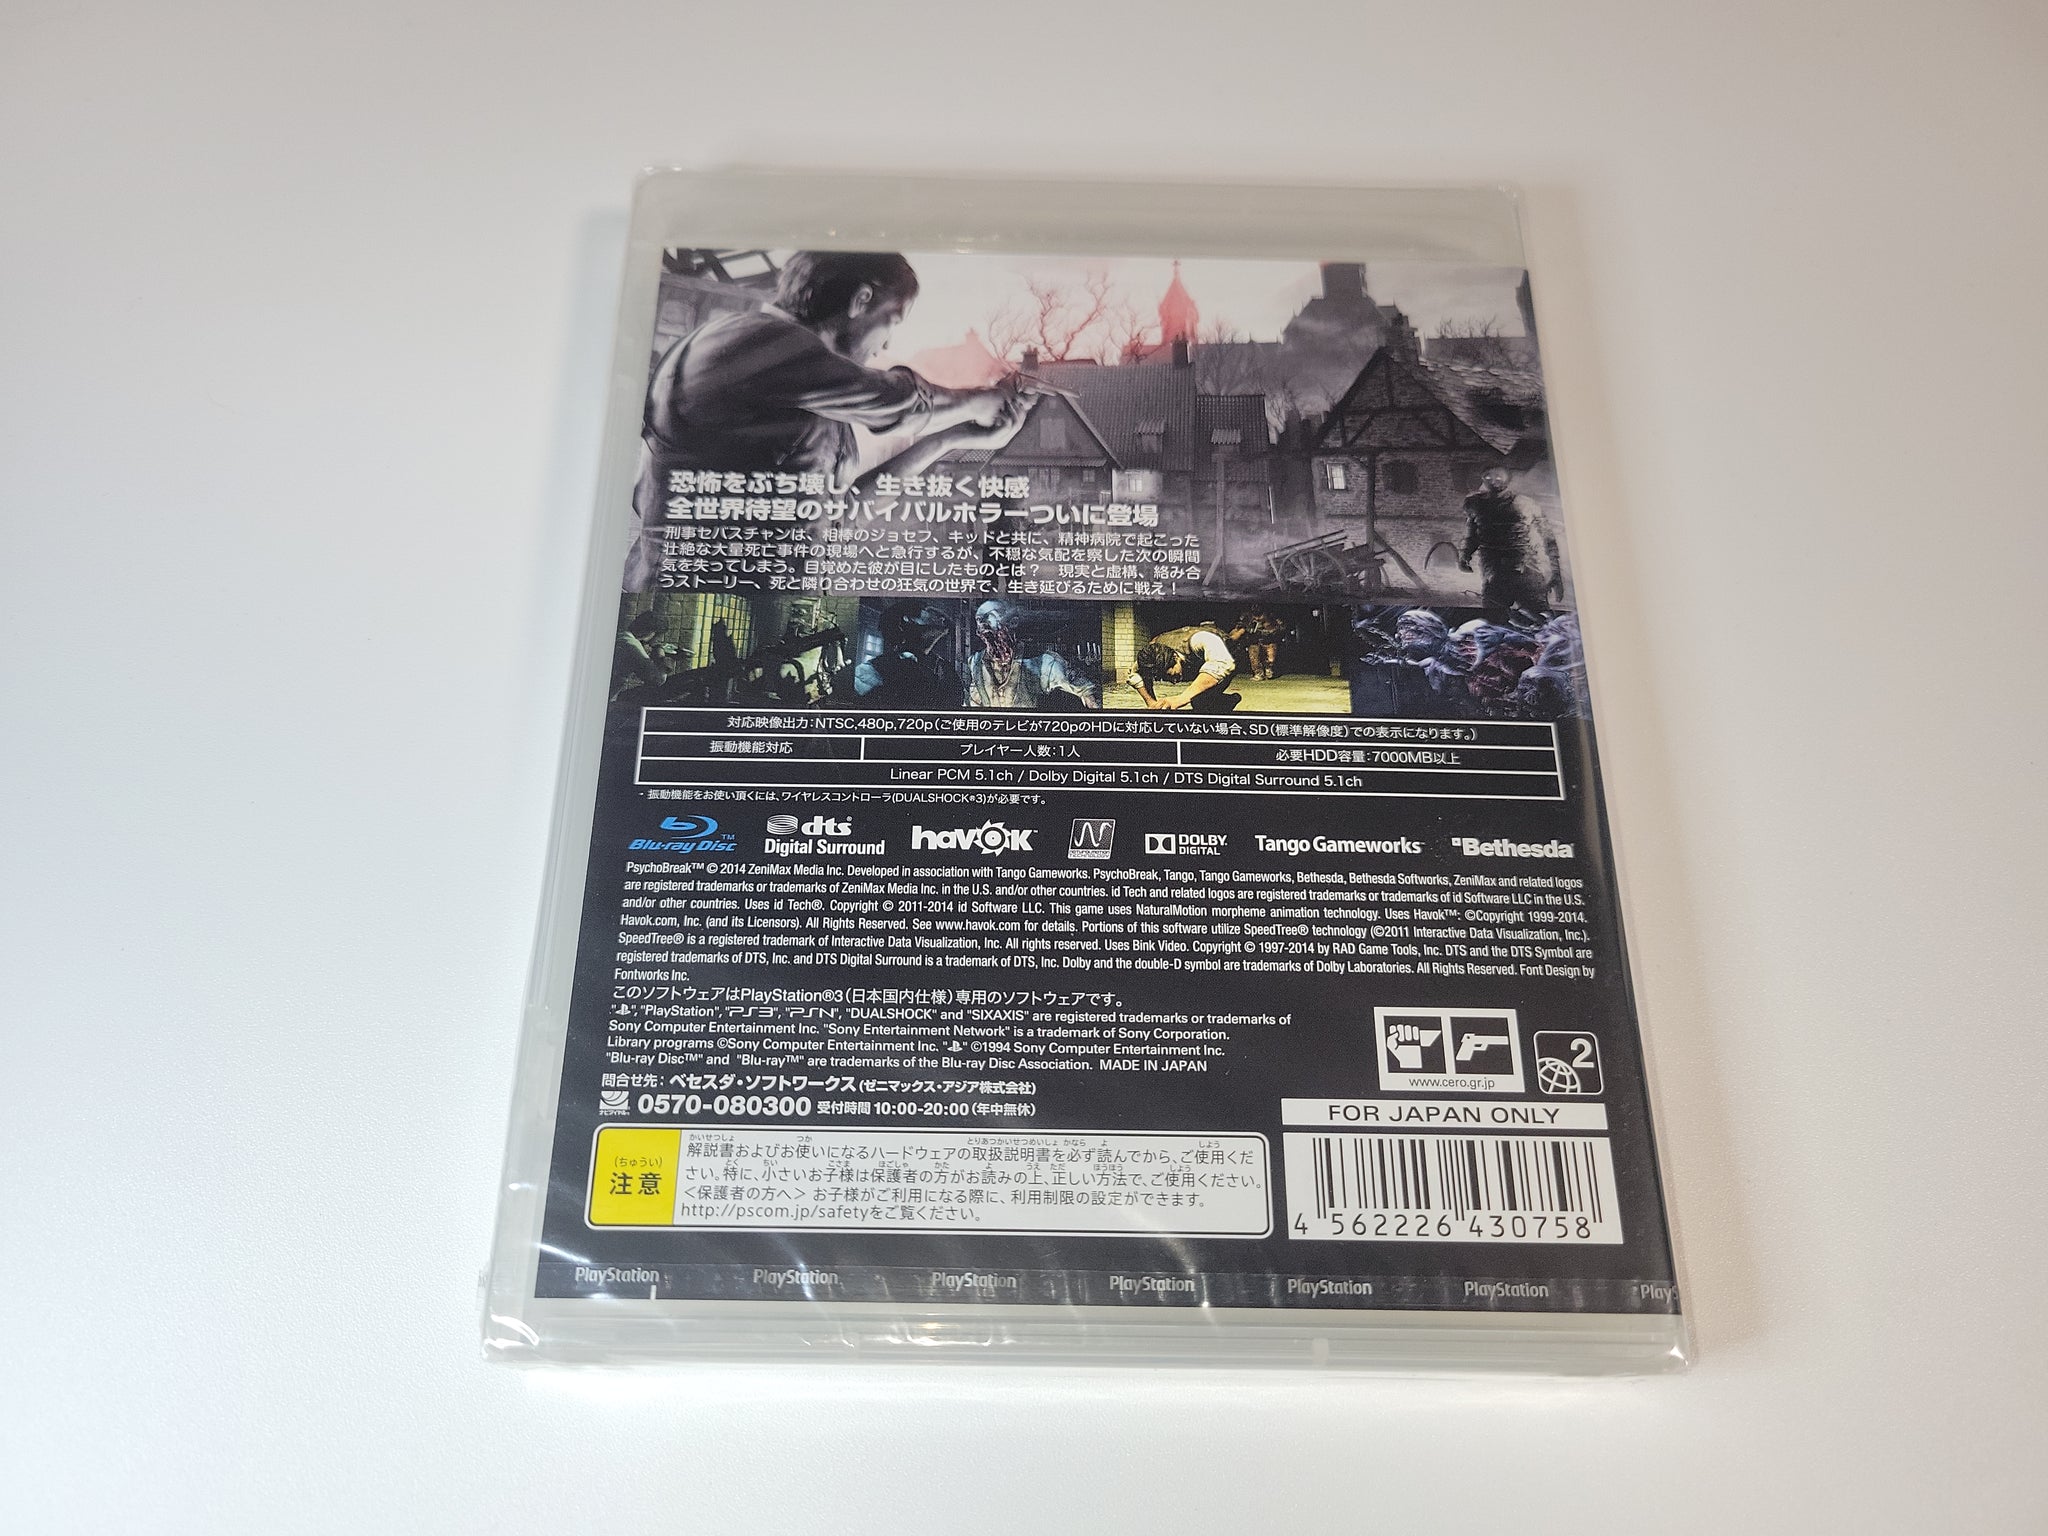 恐怖をぶち壊し、生き抜く快感
全世界待望のサバイバルホラーついに登場
刑事セバスチャンは、相棒のジョセフ、キッドと共に、精神病院で起こった
壮絶な大量死亡事件の現場へと急行するが、不穏な気配を察した次の瞬間
気を失ってしまう。目覚めた彼が目にしたものとは？ 現実と虚構、絡み合
うストーリー、死と隣り合わせの狂気の世界で、生き延びるために戦え！
対応映像出力：NTSC,480p,720p（ご使用のテレビが720pのHDに対応していない場合、SD（標準解像度）での表示になります。）
振動機能対応
プレイヤー人数：1人
必要HDD容量：7000MB以上
Linear PCM 5.1ch / Dolby Digital 5.1ch / DTS Digital Surround 5.1ch
- 振動機能をお使い頂くには、ワイヤレスコントローラ(DUALSHOCK®3)が必要です。
Blu-ray Disc™
dts Digital Surround
havok™
DOLBY DIGITAL
Tango Gameworks
Bethesda
PsychoBreak™ © 2014 ZeniMax Media Inc. Developed in association with Tango Gameworks. PsychoBreak, Tango, Tango Gameworks, Bethesda, Bethesda Softworks, ZeniMax and related logos
are registered trademarks or trademarks of ZeniMax Media Inc. in the U.S. and/or other countries. id Tech and related logos are registered trademarks or trademarks of id Software LLC in the U.S.
and/or other countries. Uses id Tech®. Copyright © 2011-2014 id Software LLC. This game uses NaturalMotion morpheme animation technology. Uses Havok™: ©Copyright 1999-2014.
Havok.com, Inc. (and its Licensors). All Rights Reserved. See www.havok.com for details. Portions of this software utilize SpeedTree® technology (©2011 Interactive Data Visualization, Inc.).
SpeedTree® is a registered trademark of Interactive Data Visualization, Inc. All rights reserved. Uses Bink Video. Copyright © 1997-2014 by RAD Game Tools, Inc. DTS and the DTS Symbol are
registered trademarks of DTS, Inc. and DTS Digital Surround is a trademark of DTS, Inc. Dolby and the double-D symbol are trademarks of Dolby Laboratories. All Rights Reserved. Font Design by
Fontworks Inc.
このソフトウェアはPlayStation®3（日本国内仕様）専用のソフトウェアです。
"", "PlayStation", "PS3", "PSN", "DUALSHOCK" and "SIXAXIS" are registered trademarks or trademarks of
Sony Computer Entertainment Inc. "Sony Entertainment Network" is a trademark of Sony Corporation.
Library programs ©Sony Computer Entertainment Inc. "" ©1994 Sony Computer Entertainment Inc.
"Blu-ray Disc™" and "Blu-ray™" are trademarks of the Blu-ray Disc Association. MADE IN JAPAN
問合せ先：ベセスダ・ソフトワークス（ゼニマックス・アジア株式会社）
ナビダイヤル 0570-080300 受付時間 10:00-20:00（年中無休）
www.cero.gr.jp
2
FOR JAPAN ONLY
（ちゅうい）
注意
解説書およびお使いになるハードウェアの取扱説明書を必ず読んでから、ご使用くだ
さい。特に、小さいお子様は保護者の方がお読みの上、正しい方法で、ご使用ください。
＜保護者の方へ＞ お子様がご利用になる際に、利用制限の設定ができます。
http://pscom.jp/safetyをご覧ください。
4 562226 430758
PlayStation PlayStation PlayStation PlayStation PlayStation PlayStation PlayS